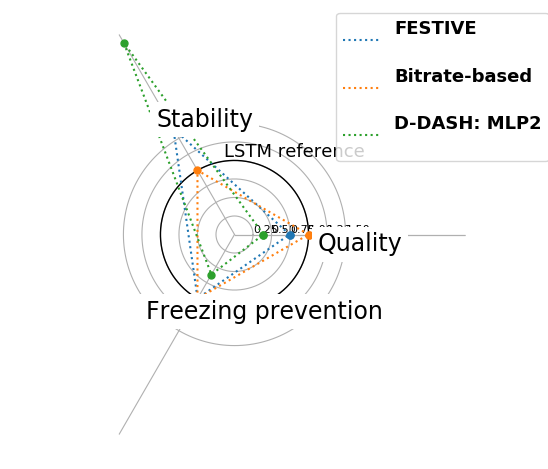 FESTIVE
Bitrate-based
D-DASH: MLP2
Stability
LSTM reference
Quality
Freezing prevention